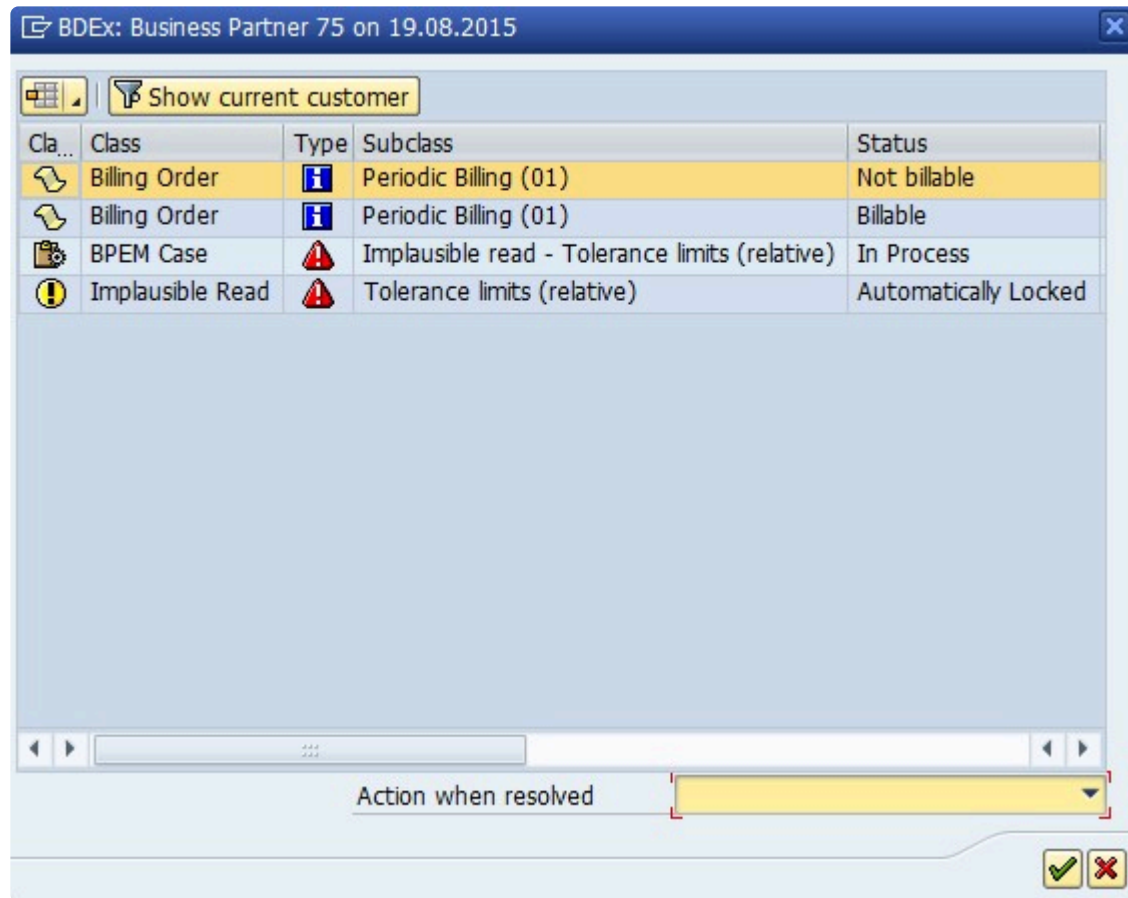 BDEx: Business Partner 75 on 19.08.2015
Show current customer
Cla... Class Type Subclass Status
Billing Order Periodic Billing (01) Not billable
Billing Order Periodic Billing (01) Billable
BPEM Case Implausible read - Tolerance limits (relative) In Process
Implausible Read Tolerance limits (relative) Automatically Locked
Action when resolved